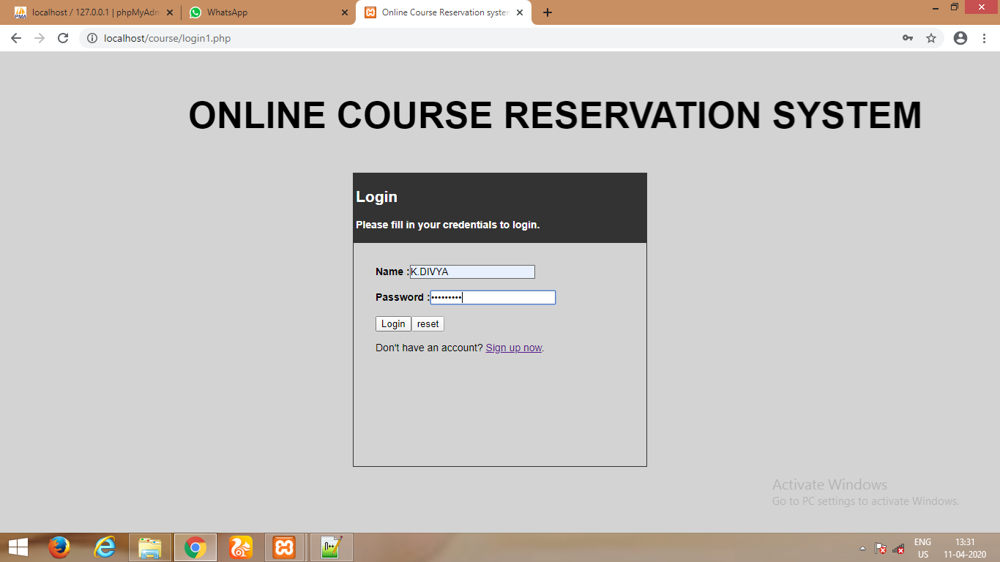 localhost / 127.0.0.1 | phpMyAdm
WhatsApp
Online Course Reservation system
localhost/course/login1.php
ONLINE COURSE RESERVATION SYSTEM
Login
Please fill in your credentials to login.
Name :K.DIVYA
Password :•••••••••
Login reset
Don't have an account? Sign up now.
Activate Windows
Go to PC settings to activate Windows.
ENG 13:31
US 11-04-2020